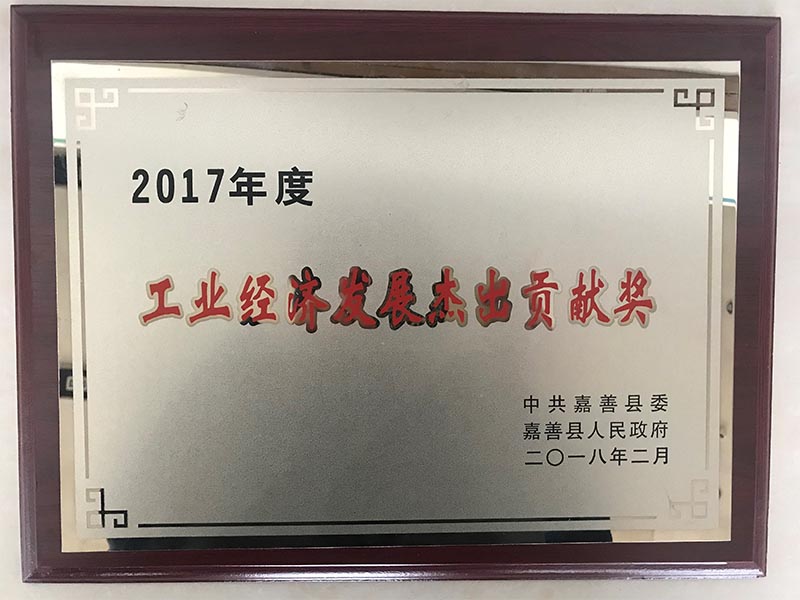 2017年度
工业经济发展杰出贡献奖
中共嘉善县委
嘉善县人民政府
二〇一八年二月